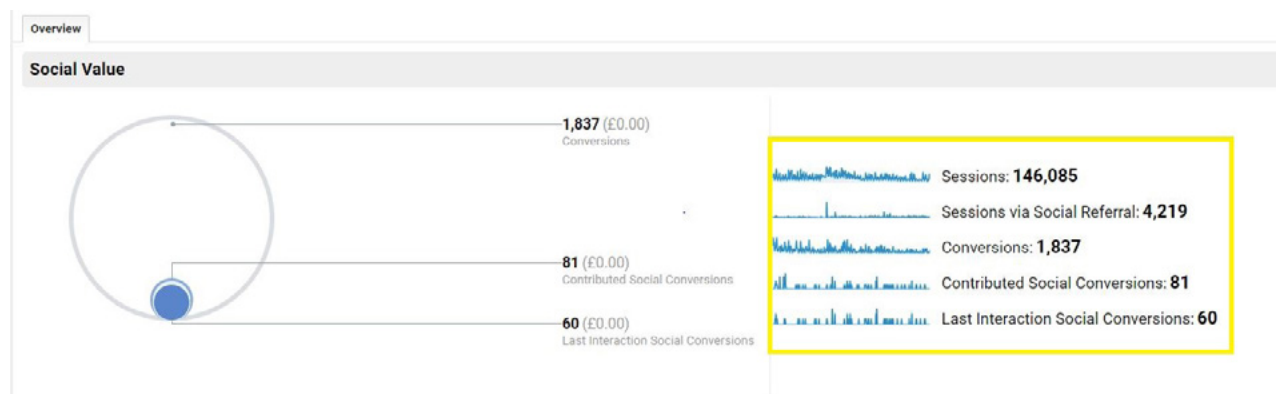 Overview
Social Value
1,837 (£0.00)
Conversions
81 (£0.00)
Contributed Social Conversions
60 (£0.00)
Last Interaction Social Conversions
Sessions: 146,085
Sessions via Social Referral: 4,219
Conversions: 1,837
Contributed Social Conversions: 81
Last Interaction Social Conversions: 60